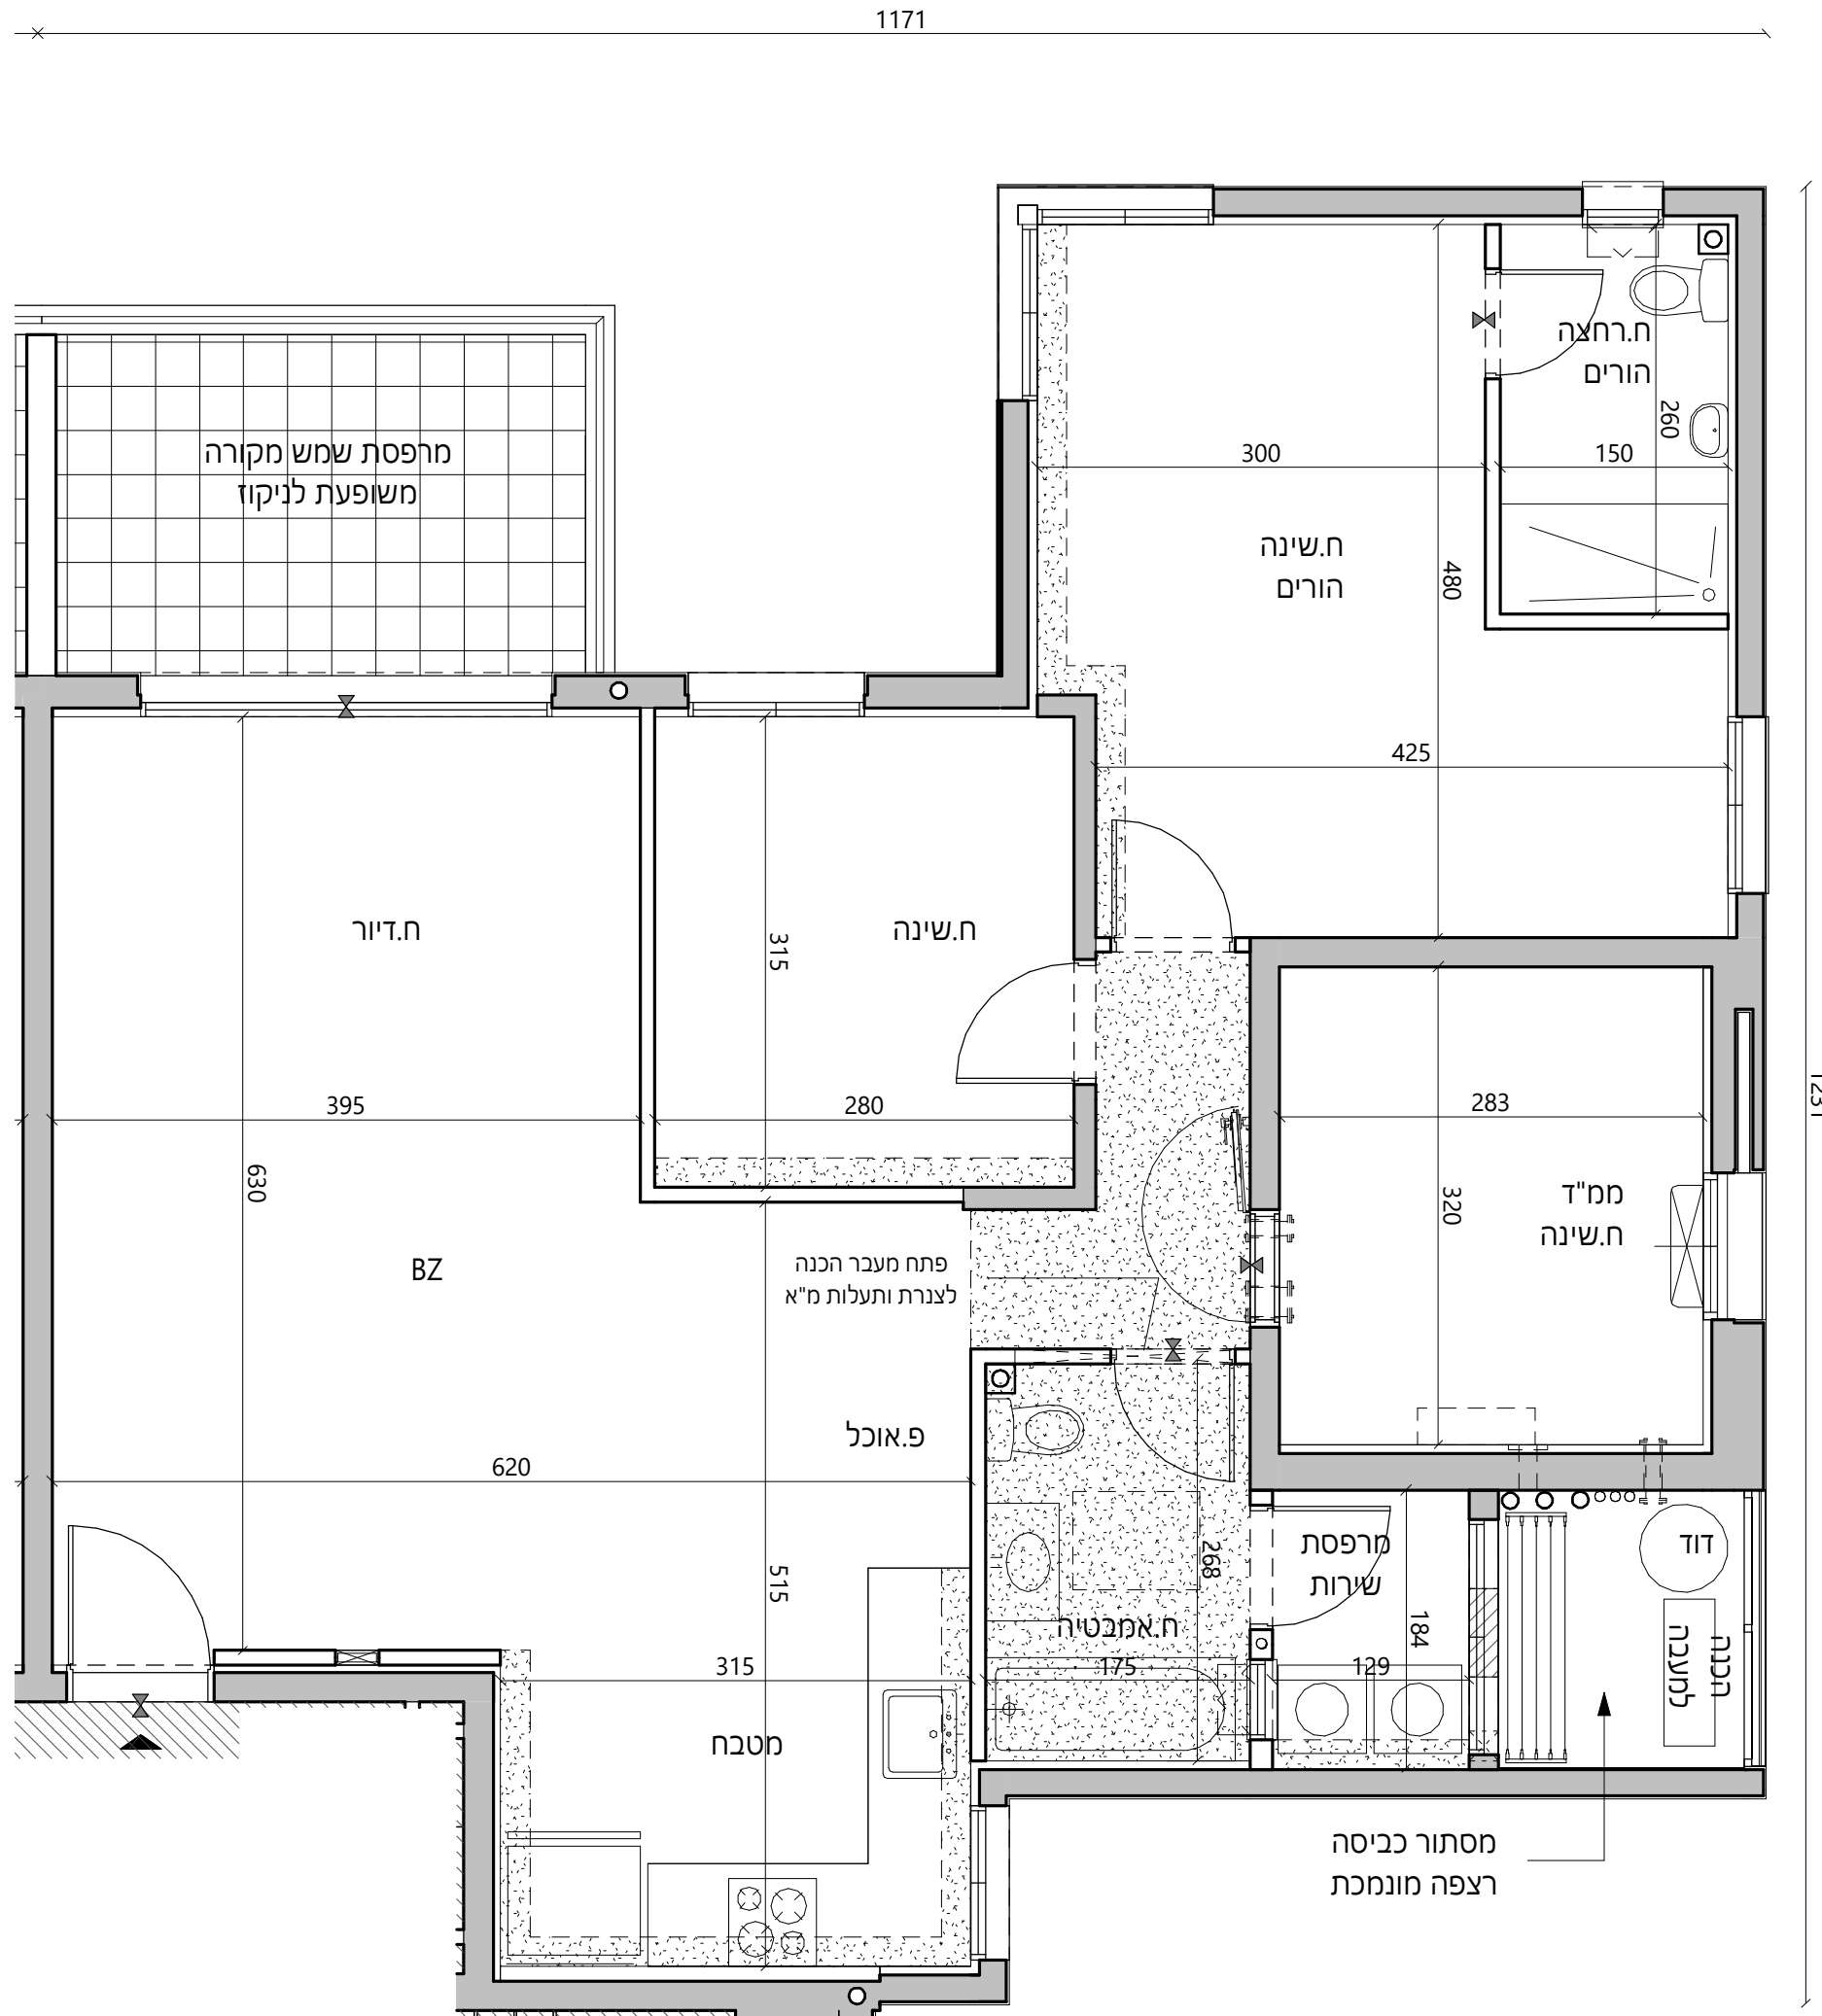 1171
ח.רחצה
הורים
260
מרפסת שמש מקורה
משופעת לניקוז
300
150
ח.שינה
הורים
480
425
ח.דיור
ח.שינה
315
395
280
283
1231
630
320
ממ"ד
ח.שינה
BZ
פתח מעבר הכנה
לצנרת ותעלות מ"א
פ.אוכל
620
515
268
מרפסת
שירות
דוד
ח.אמבטיה
184
315
175
129
הכנה
למעבה
מטבח
מסתור כביסה
רצפה מונמכת